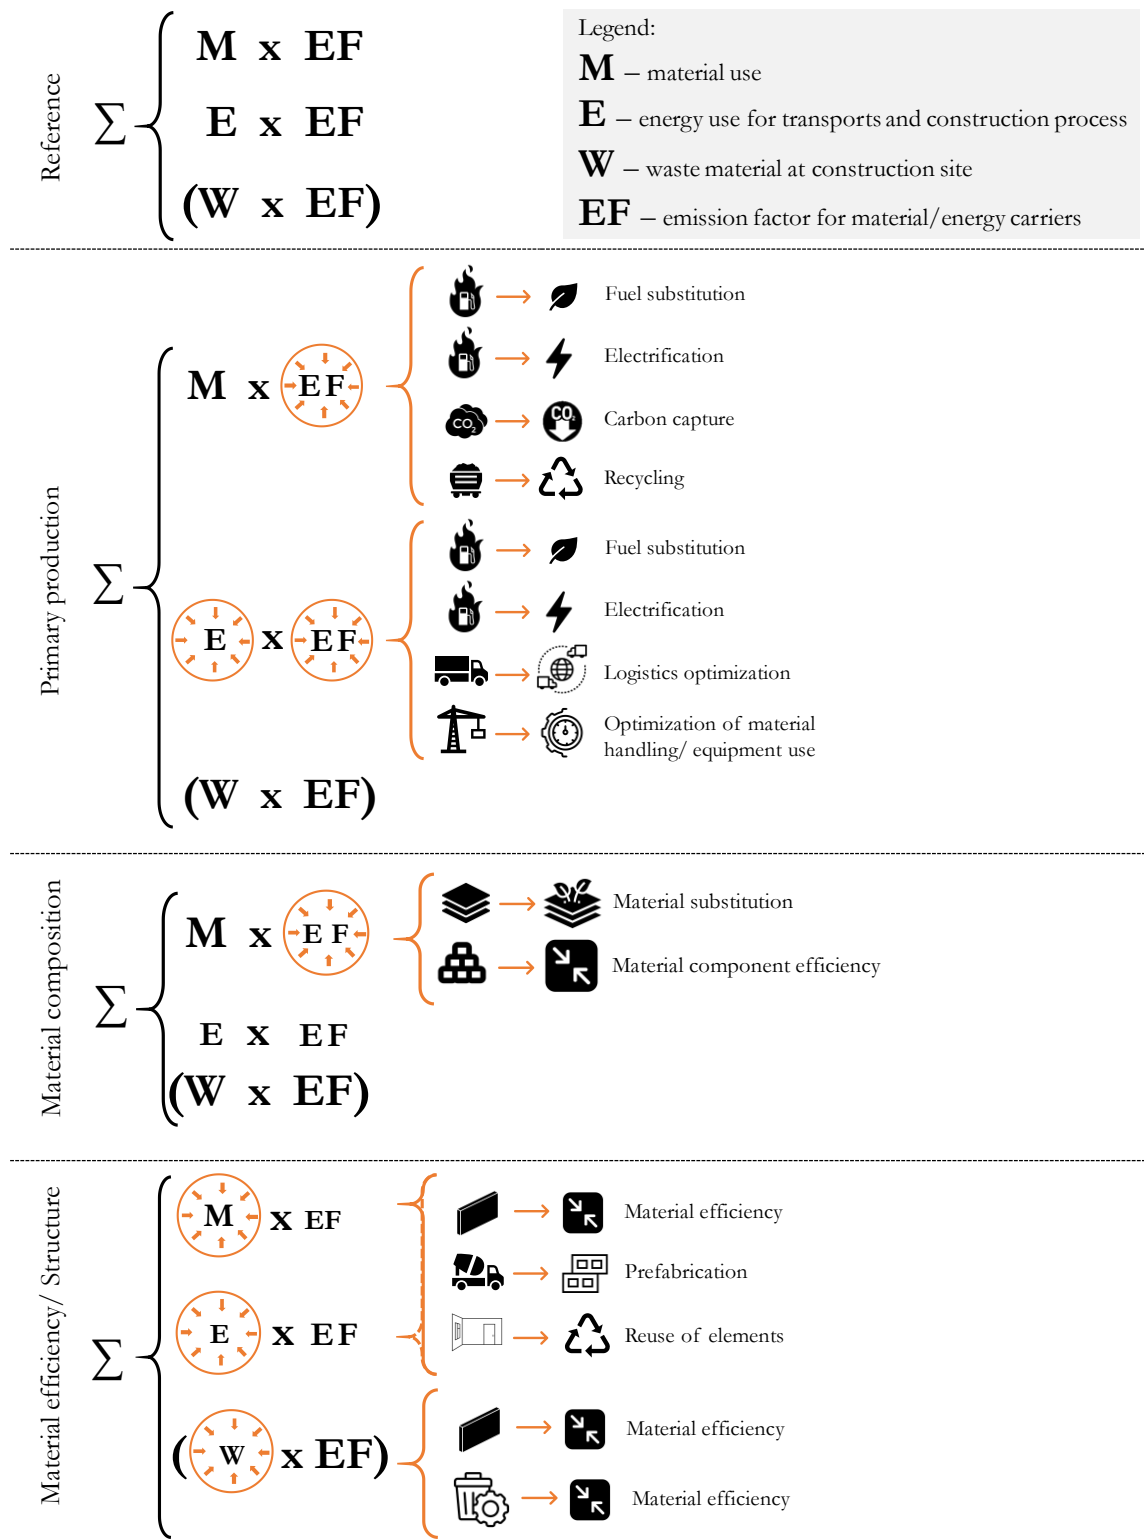 Reference
∑
M x EF
E x EF
(W x EF)
Legend:
M – material use
E – energy use for transports and construction process
W – waste material at construction site
EF – emission factor for material/energy carriers
Primary production
∑
M x EF
Fuel substitution
Electrification
CO2
CO2
Carbon capture
Recycling
E x EF
Fuel substitution
Electrification
Logistics optimization
Optimization of material
handling/ equipment use
(W x EF)
Material composition
∑
M x EF
Material substitution
Material component efficiency
E x EF
(W x EF)
Material efficiency/ Structure
∑
M x EF
Material efficiency
Prefabrication
E x EF
Reuse of elements
(W x EF)
Material efficiency
Material efficiency